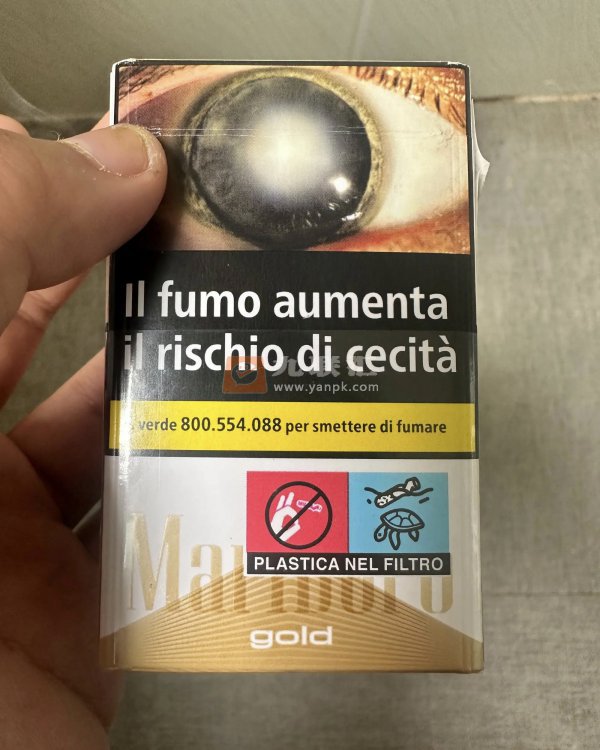 Il fumo aumenta
il rischio di cecità
www.yanpk.com
verde 800.554.088 per smettere di fumare
PLASTICA NEL FILTRO
Marlboro
gold